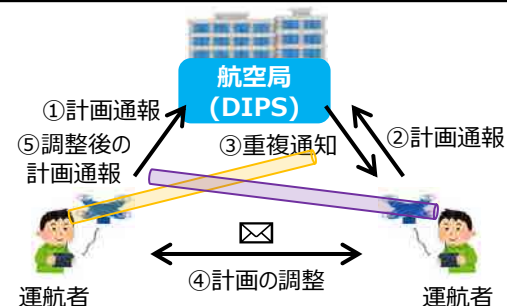 航空局
(DIPS)
①計画通報
⑤調整後の
計画通報
③重複通知
②計画通報
④計画の調整
運航者
運航者